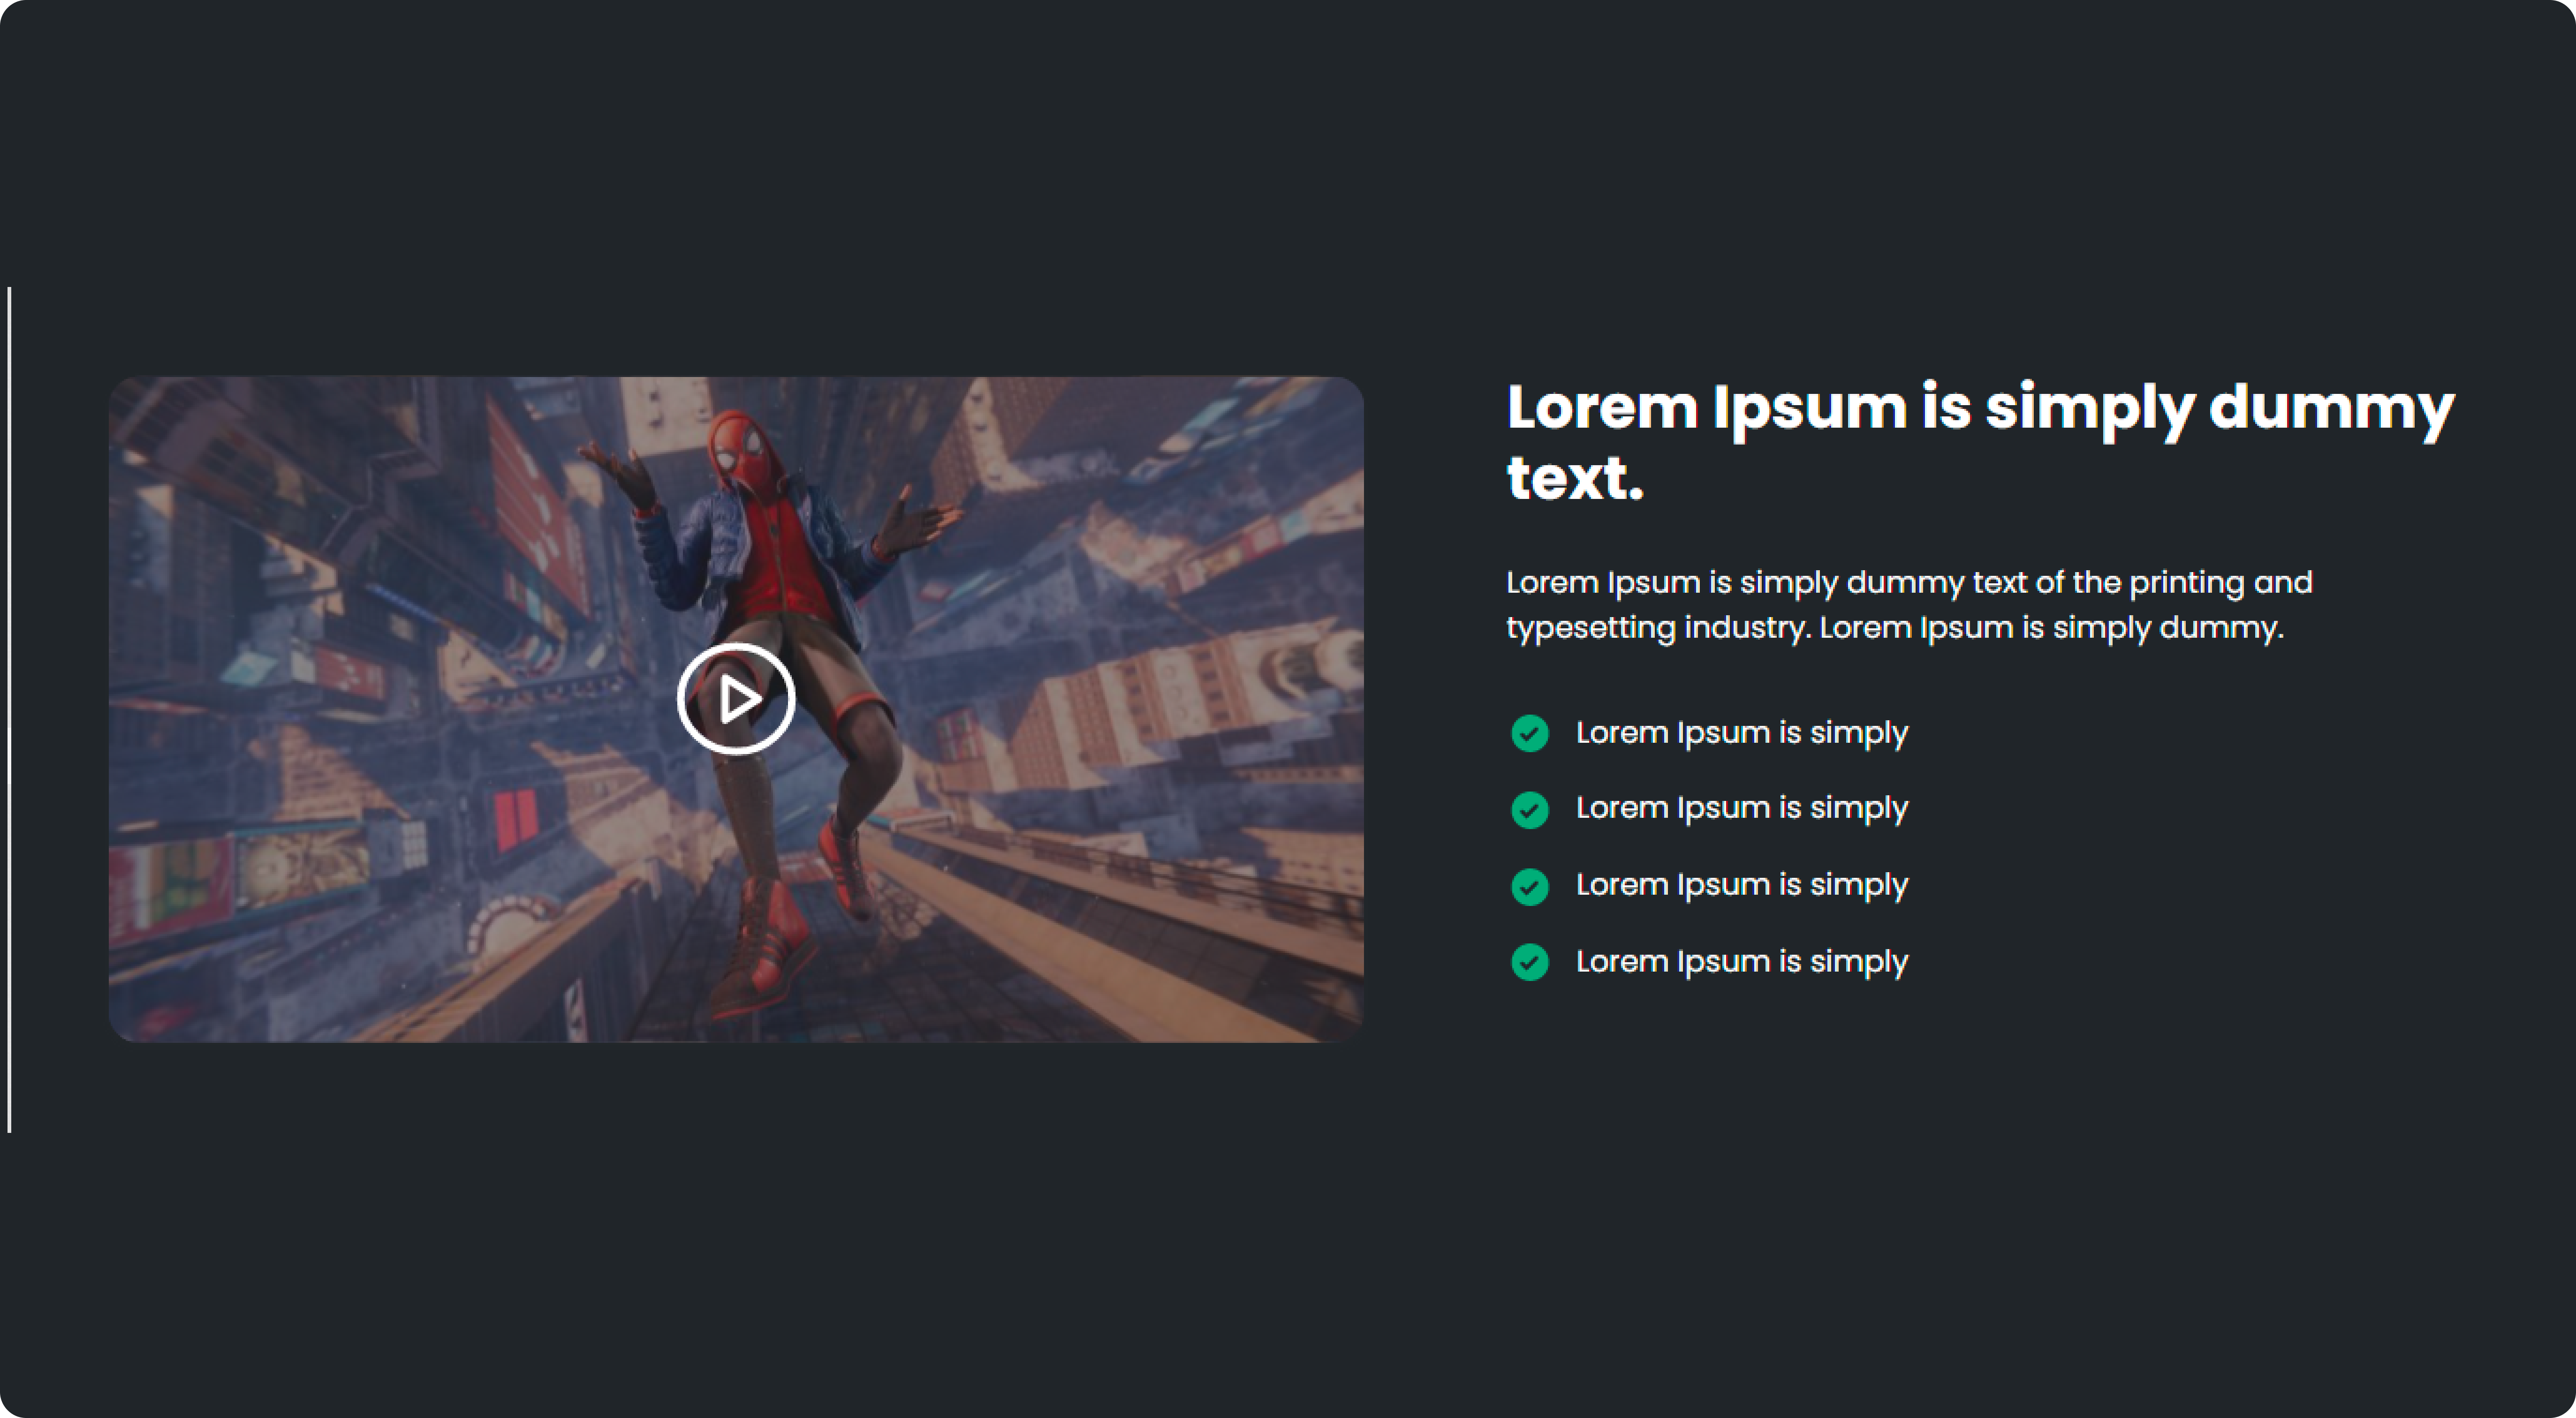 Lorem Ipsum is simply dummy
text.
Lorem Ipsum is simply dummy text of the printing and
typesetting industry. Lorem Ipsum is simply dummy.
Lorem Ipsum is simply
Lorem Ipsum is simply
Lorem Ipsum is simply
Lorem Ipsum is simply